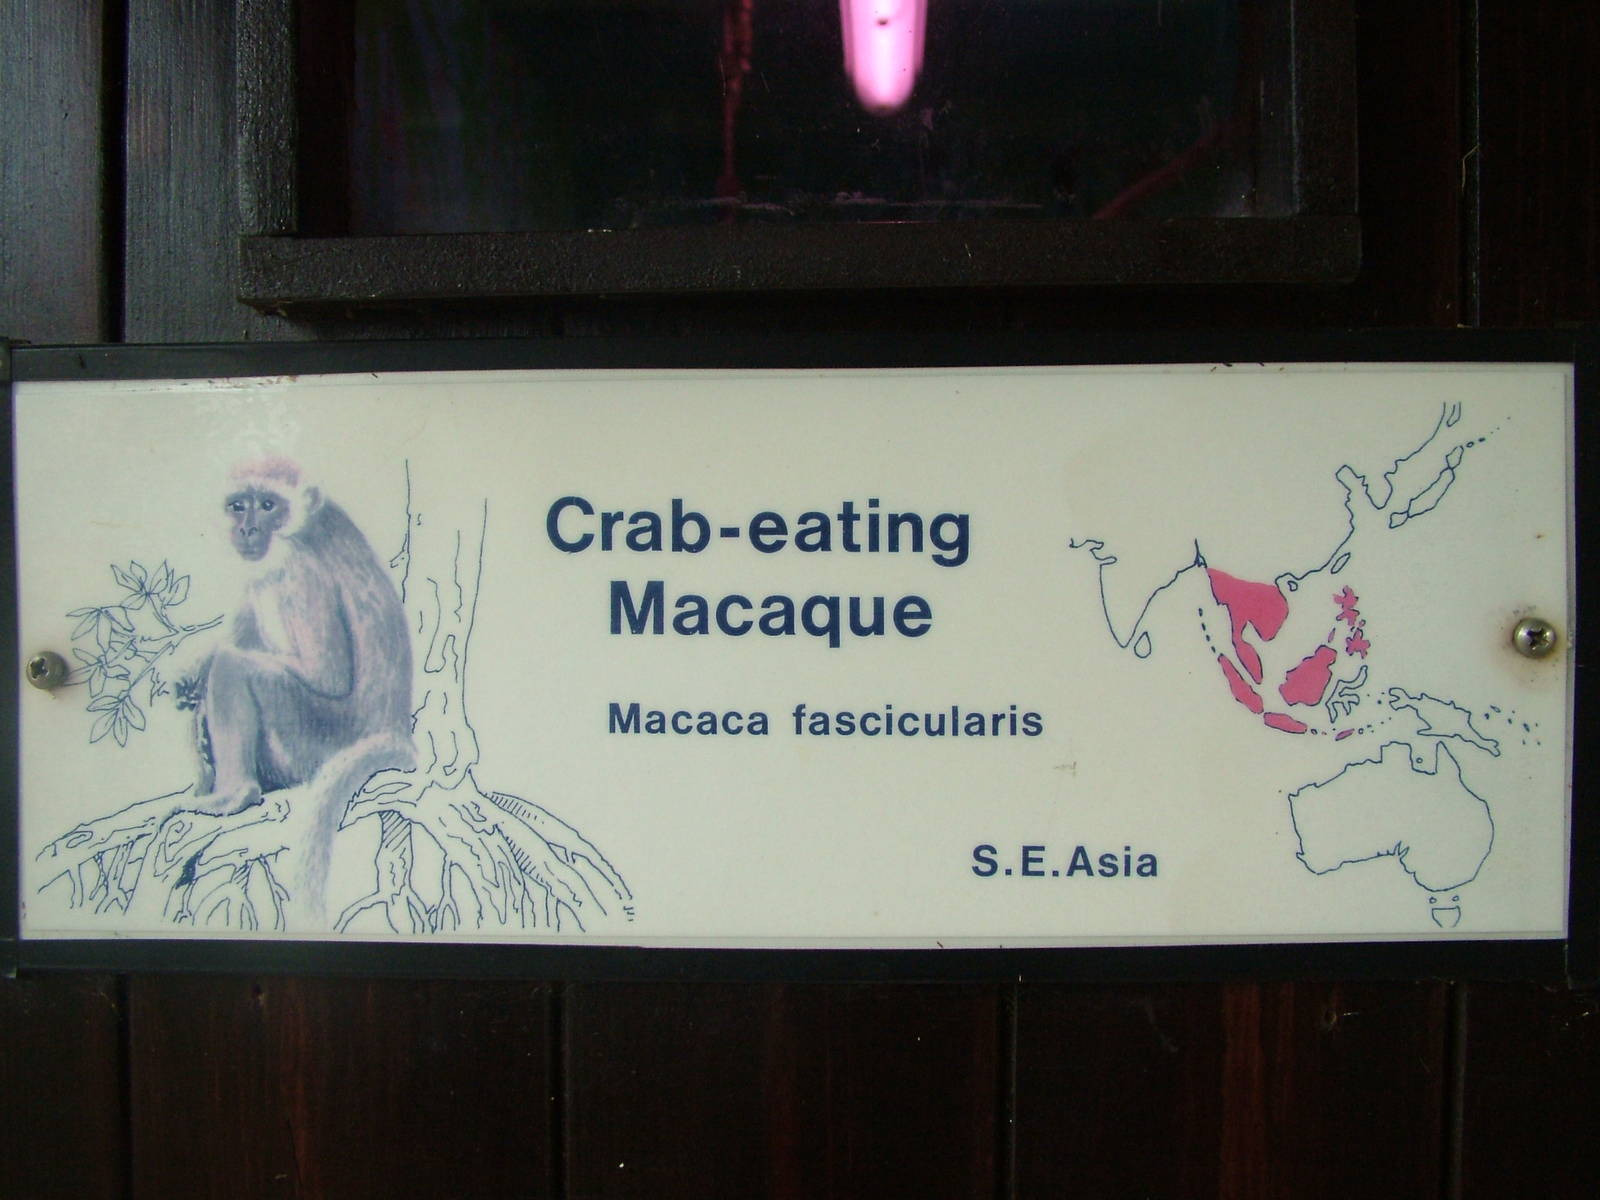 Crab-eating
Macaque
Macaca fascicularis
S.E.Asia